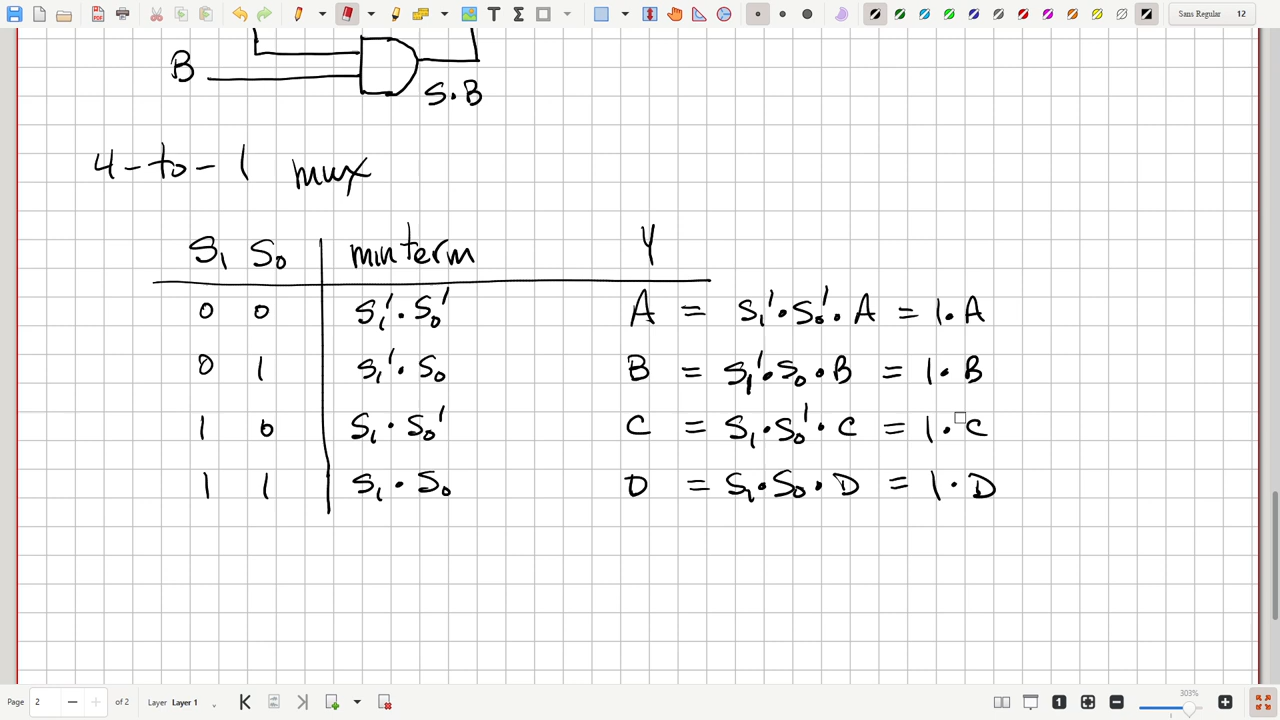 Sans Regular 12
B
S·B
4-to-1 mux
S₁ S₀ minterm Y
0 0 S₁'·S₀' A = S₁'·S₀'·A = 1·A
0 1 S₁'·S₀ B = S₁'·S₀·B = 1·B
1 0 S₁·S₀' C = S₁·S₀'·C = 1·C
1 1 S₁·S₀ D = S₁·S₀·D = 1·D
Page 2 of 2 Layer Layer 1 303%